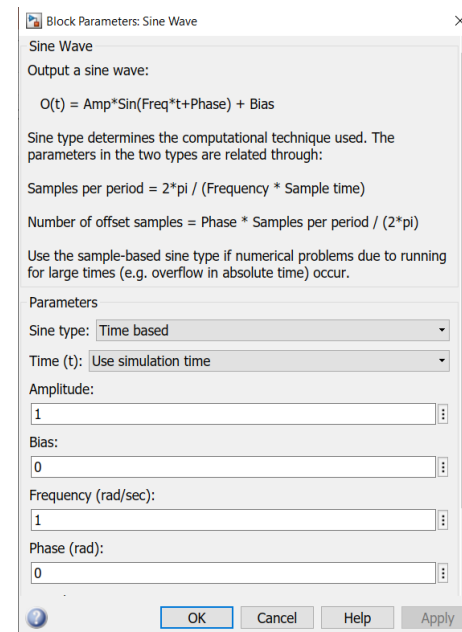 Block Parameters: Sine Wave
Sine Wave
Output a sine wave:
O(t) = Amp*Sin(Freq*t+Phase) + Bias
Sine type determines the computational technique used. The
parameters in the two types are related through:
Samples per period = 2*pi / (Frequency * Sample time)
Number of offset samples = Phase * Samples per period / (2*pi)
Use the sample-based sine type if numerical problems due to running
for large times (e.g. overflow in absolute time) occur.
Parameters
Sine type: Time based
Time (t): Use simulation time
Amplitude:
1
Bias:
0
Frequency (rad/sec):
1
Phase (rad):
0
OK Cancel Help Apply